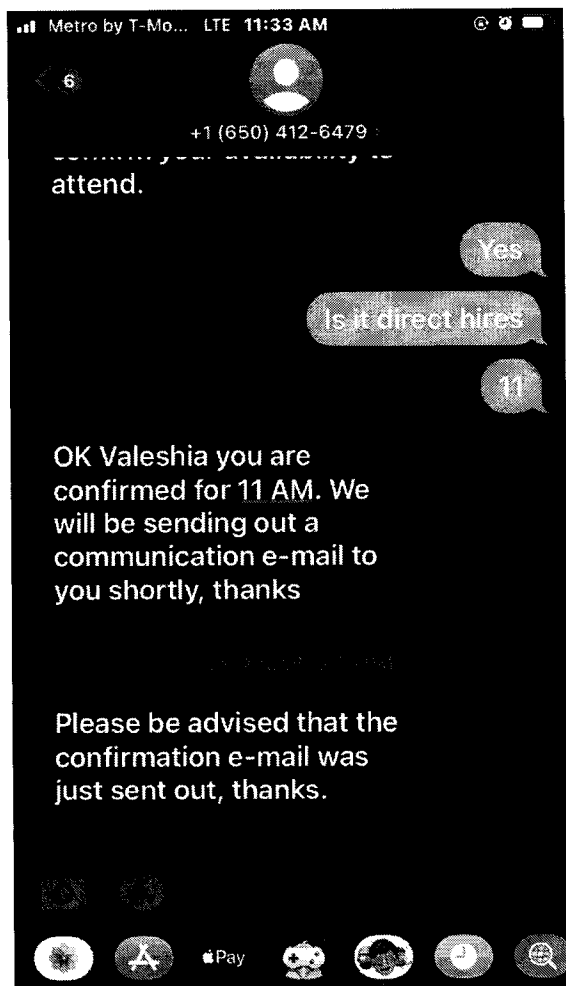 Metro by T-Mo... LTE 11:33 AM
6
+1 (650) 412-6479
attend.
Yes
Is it direct hires
11
OK Valeshia you are
confirmed for 11 AM. We
will be sending out a
communication e-mail to
you shortly, thanks
Please be advised that the
confirmation e-mail was
just sent out, thanks.
Pay